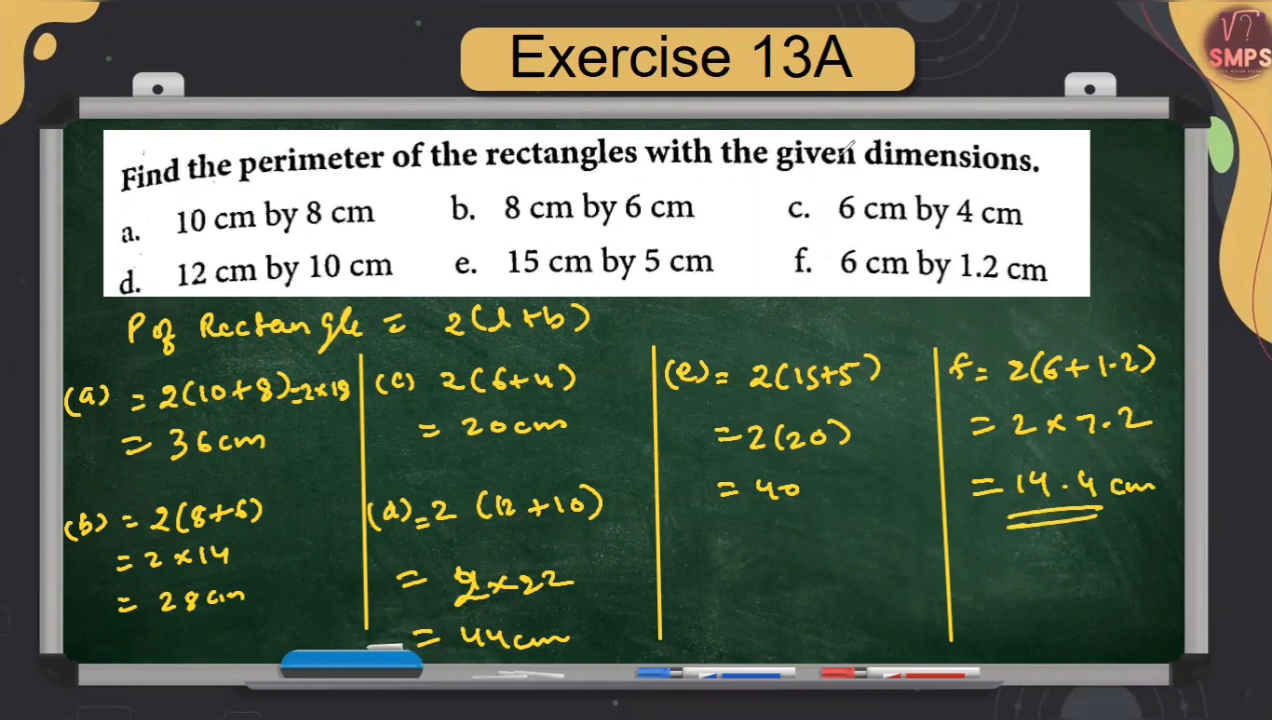 Exercise 13A
√?
SMPS
Find the perimeter of the rectangles with the given dimensions.
a. 10 cm by 8 cm b. 8 cm by 6 cm c. 6 cm by 4 cm
d. 12 cm by 10 cm e. 15 cm by 5 cm f. 6 cm by 1.2 cm
P of Rectangle = 2(l+b)
(a) = 2(10+8)=2×18
= 36cm
(b) = 2(8+6)
= 2×14
= 28cm
(c) 2(6+4)
= 20cm
(d)=2 (12+10)
= 2×22
= 44cm
(e) = 2(15+5)
=2(20)
= 40
f = 2(6+1.2)
= 2×7.2
= 14.4 cm